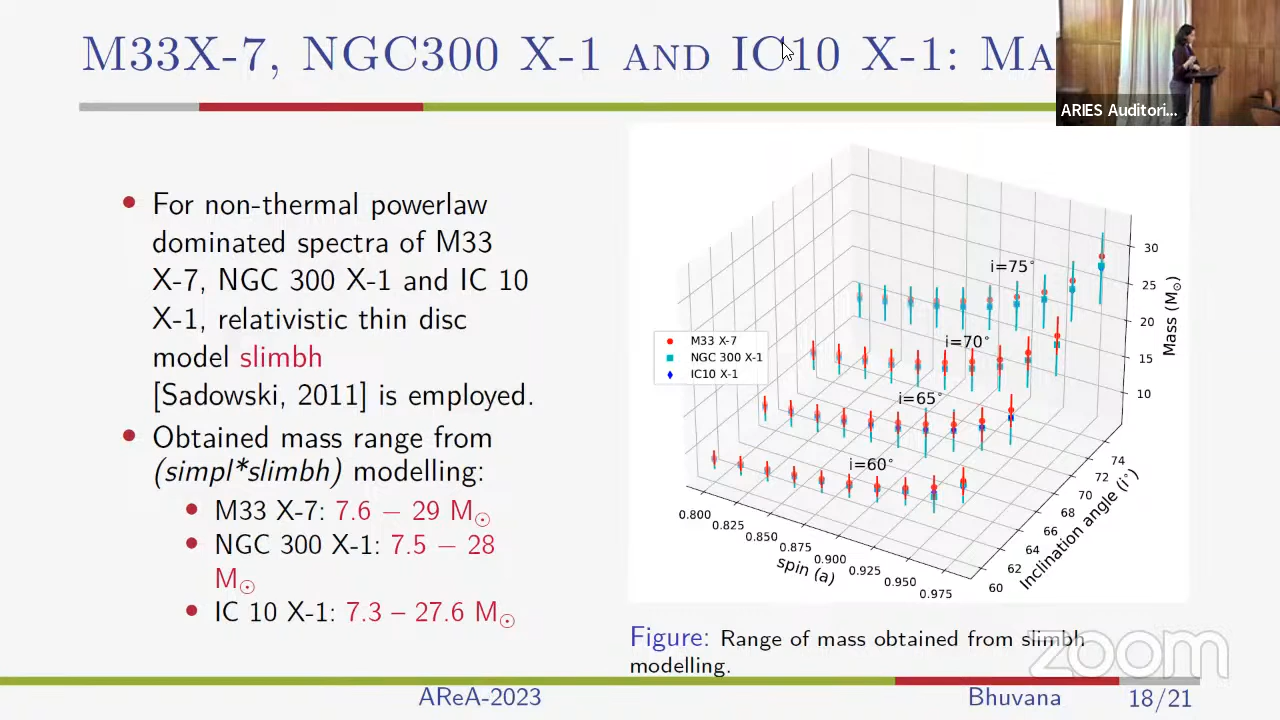 M33X-7, NGC300 X-1 AND IC10 X-1: MA
ARIES Auditori...
• For non-thermal powerlaw
dominated spectra of M33
X-7, NGC 300 X-1 and IC 10
X-1, relativistic thin disc
model slimbh
[Sadowski, 2011] is employed.
• Obtained mass range from
(simpl*slimbh) modelling:
• M33 X-7: 7.6 − 29 M⊙
• NGC 300 X-1: 7.5 − 28
M⊙
• IC 10 X-1: 7.3 – 27.6 M⊙
M33 X-7
NGC 300 X-1
IC10 X-1
i=75°
i=70°
i=65°
i=60°
30
25
20
15
10
Mass (M⊙)
74
72
70
68
66
64
62
60
Inclination angle (i°)
0.800
0.825
0.850
0.875
0.900
0.925
0.950
0.975
spin (a)
Figure: Range of mass obtained from slimbh
modelling.
zoom
AReA-2023
Bhuvana
18/21